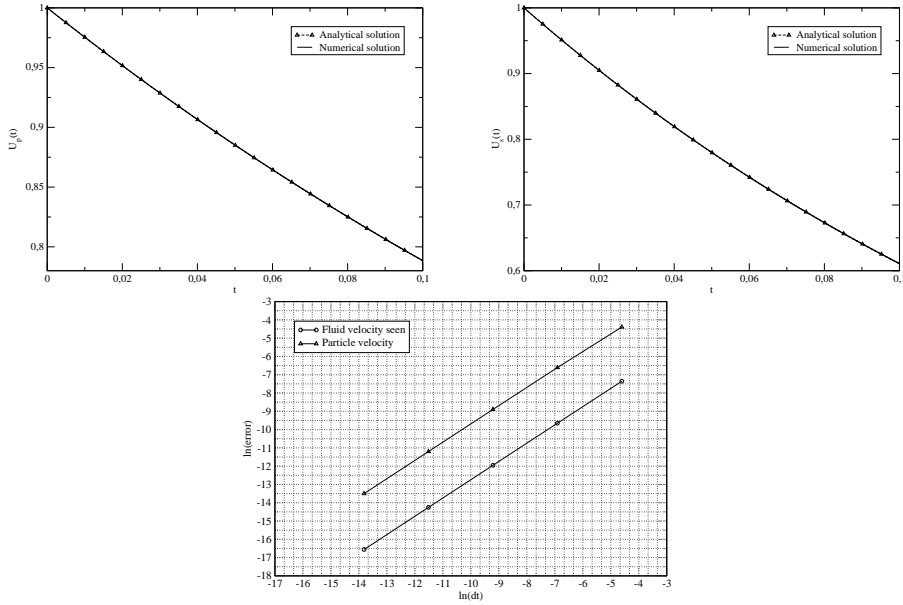 1
0,95
0,9
0,85
0,8
U_p(t)
Analytical solution
Numerical solution
0
0,02
0,04
0,06
0,08
0,1
t
1
0,9
0,8
0,7
0,6
U_s(t)
Analytical solution
Numerical solution
0
0,02
0,04
0,06
0,08
0,1
t
-3
-4
-5
-6
-7
-8
-9
-10
-11
-12
-13
-14
-15
-16
-17
-18
ln(error)
Fluid velocity seen
Particle velocity
-17 -16 -15 -14 -13 -12 -11 -10 -9 -8 -7 -6 -5 -4 -3
ln(dt)